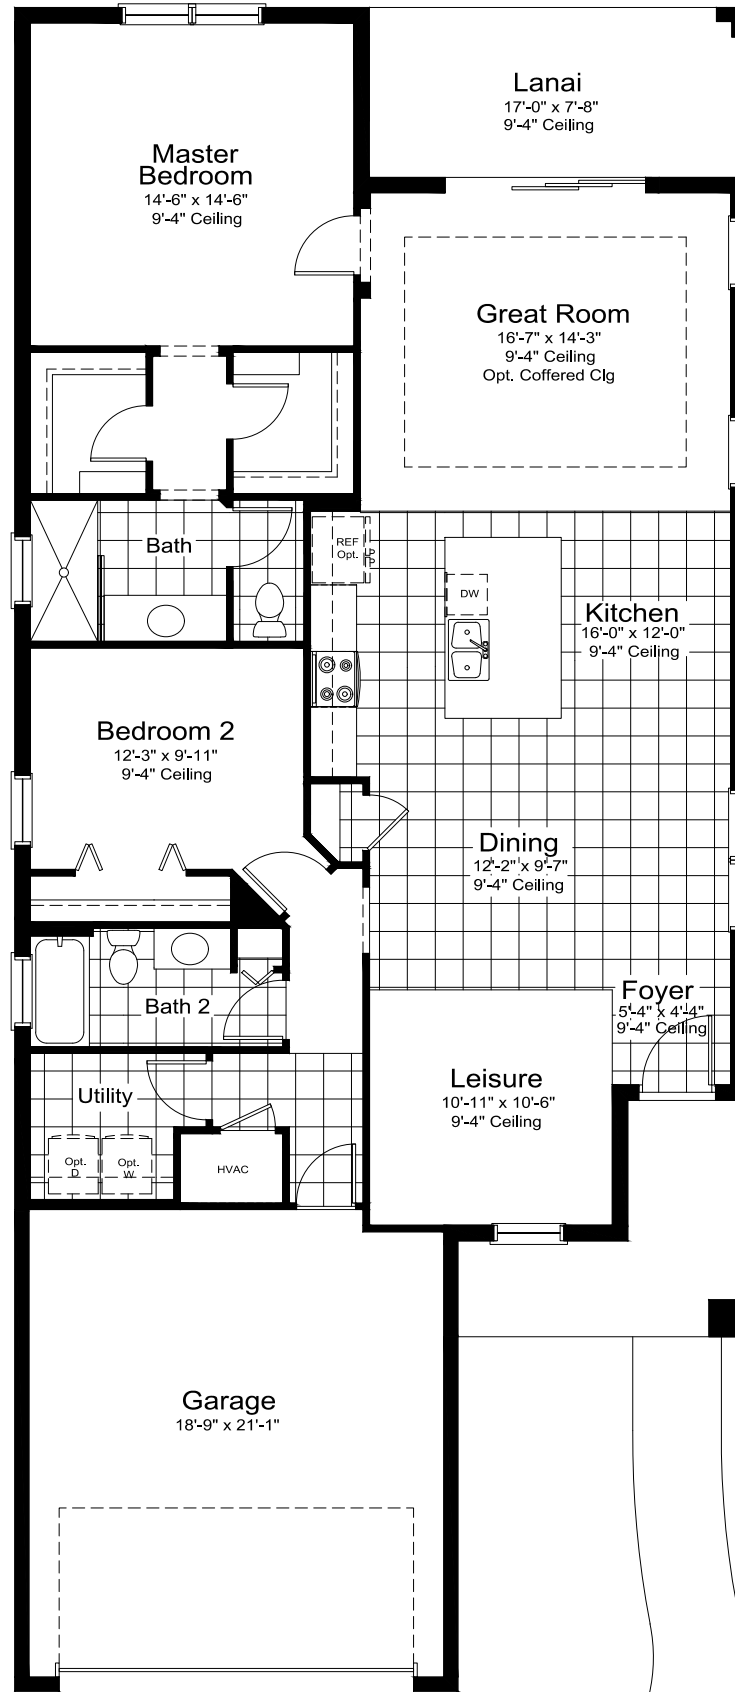 Lanai
17'-0" x 7'-8"
9'-4" Ceiling
Master
Bedroom
14'-6" x 14'-6"
9'-4" Ceiling
Great Room
16'-7" x 14'-3"
9'-4" Ceiling
Opt. Coffered Clg
Bath
REF
Opt.
DW
Kitchen
16'-0" x 12'-0"
9'-4" Ceiling
Bedroom 2
12'-3" x 9'-11"
9'-4" Ceiling
Dining
12'-2" x 9'-7"
9'-4" Ceiling
Bath 2
Foyer
5'-4" x 4'-4"
9'-4" Ceiling
Utility
Leisure
10'-11" x 10'-6"
9'-4" Ceiling
Opt.
D
Opt.
W
HVAC
Garage
18'-9" x 21'-1"